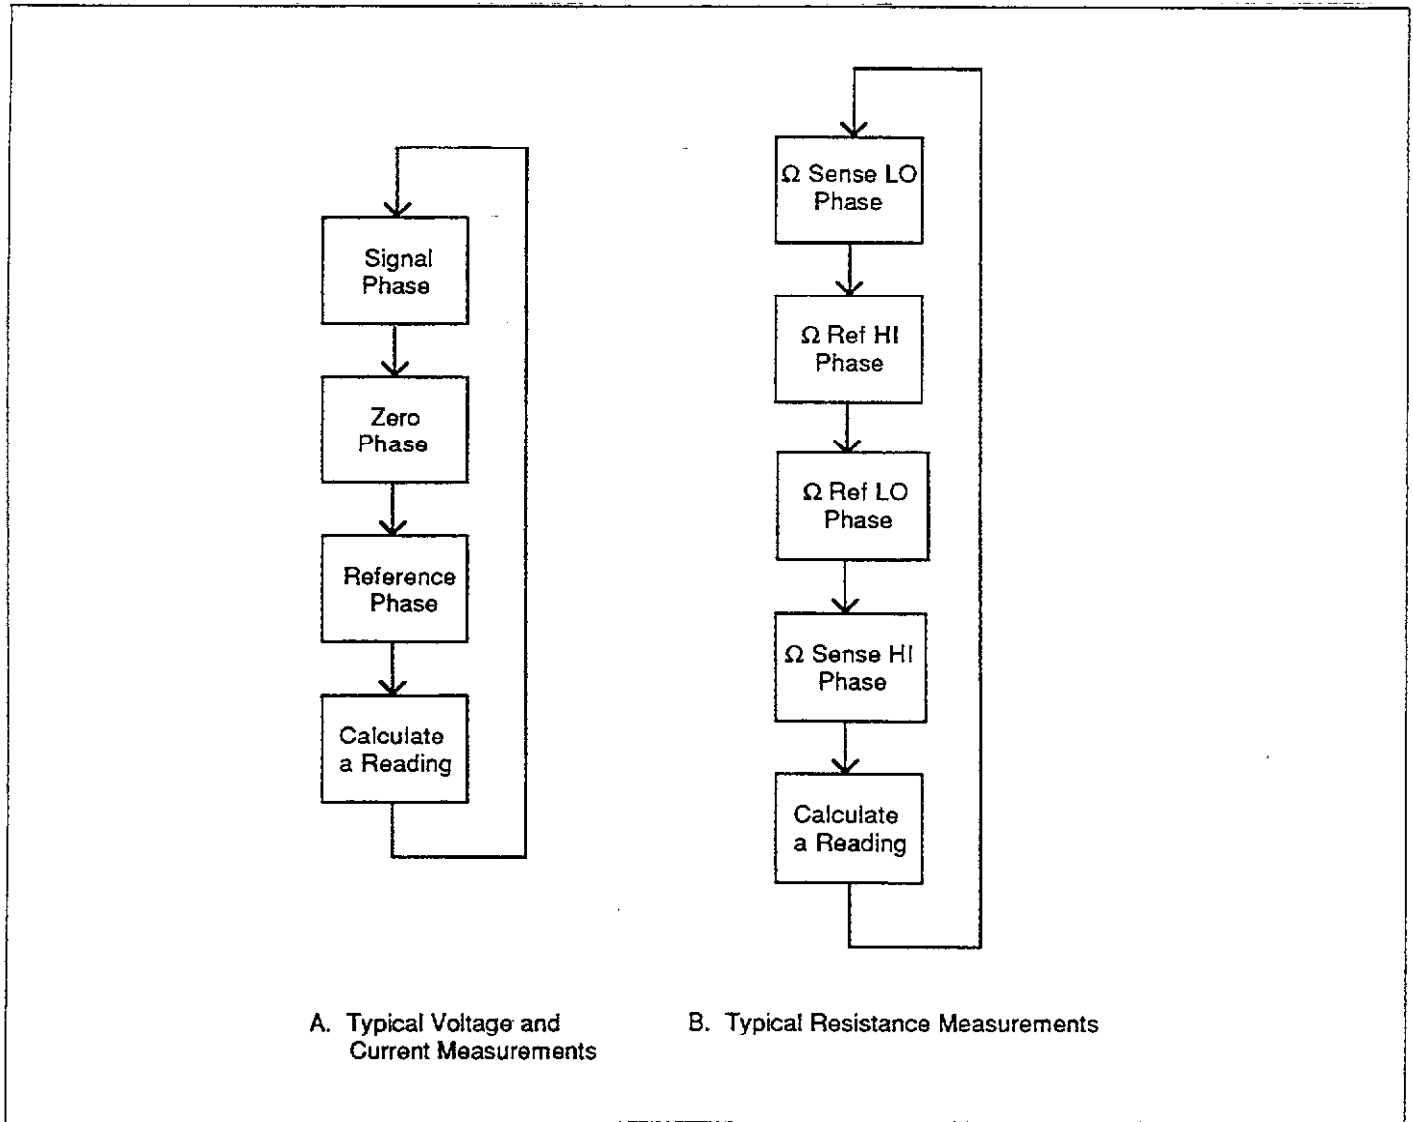 Signal
Phase
Zero
Phase
Reference
Phase
Calculate
a Reading
A. Typical Voltage and
Current Measurements
Ω Sense LO
Phase
Ω Ref HI
Phase
Ω Ref LO
Phase
Ω Sense HI
Phase
Calculate
a Reading
B. Typical Resistance Measurements